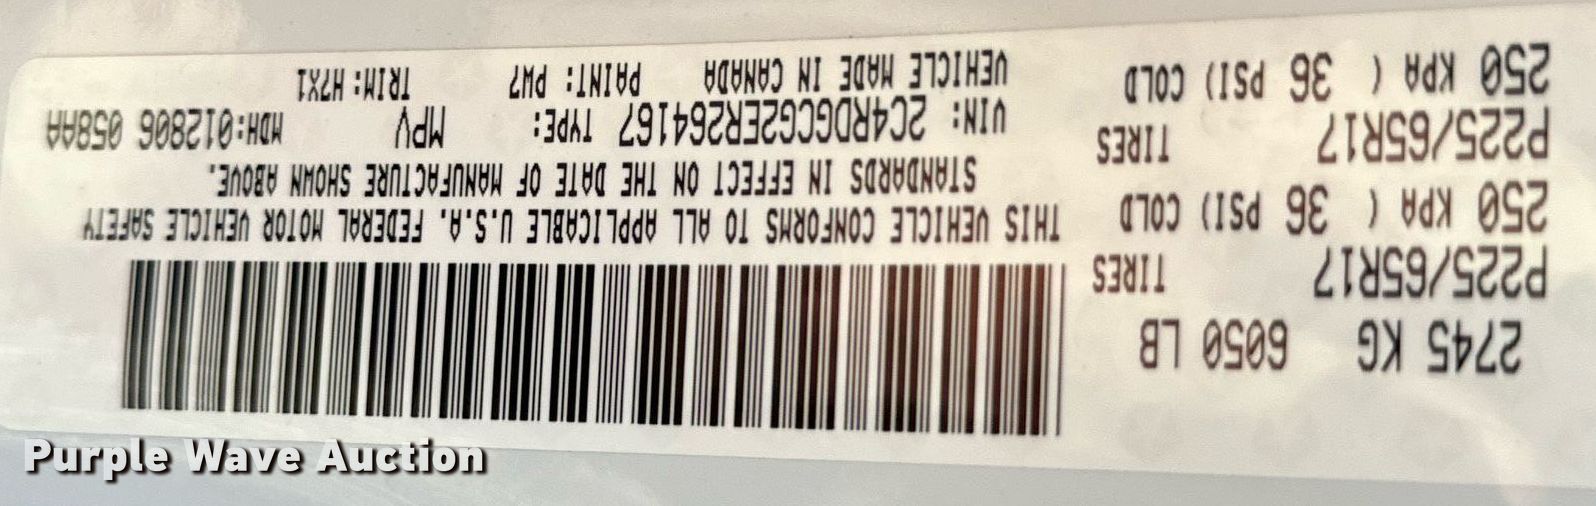 2745 KG 6050 LB
P225/65R17 TIRES
250 KPA ( 36 PSI) COLD
P225/65R17 TIRES
250 KPA ( 36 PSI) COLD
THIS VEHICLE CONFORMS TO ALL APPLICABLE U.S.A. FEDERAL MOTOR VEHICLE SAFETY
STANDARDS IN EFFECT ON THE DATE OF MANUFACTURE SHOWN ABOVE.
VIN: 2C4RDGCG2ER264167 TYPE: MPV MDH:012806 058AA
VEHICLE MADE IN CANADA PAINT: PW7 TRIM: H7X1
Purple Wave Auction